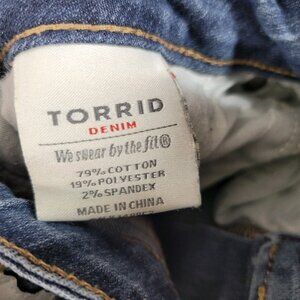 TORRID
DENIM
We swear by the fit®
79% COTTON
19% POLYESTER
2% SPANDEX
MADE IN CHINA